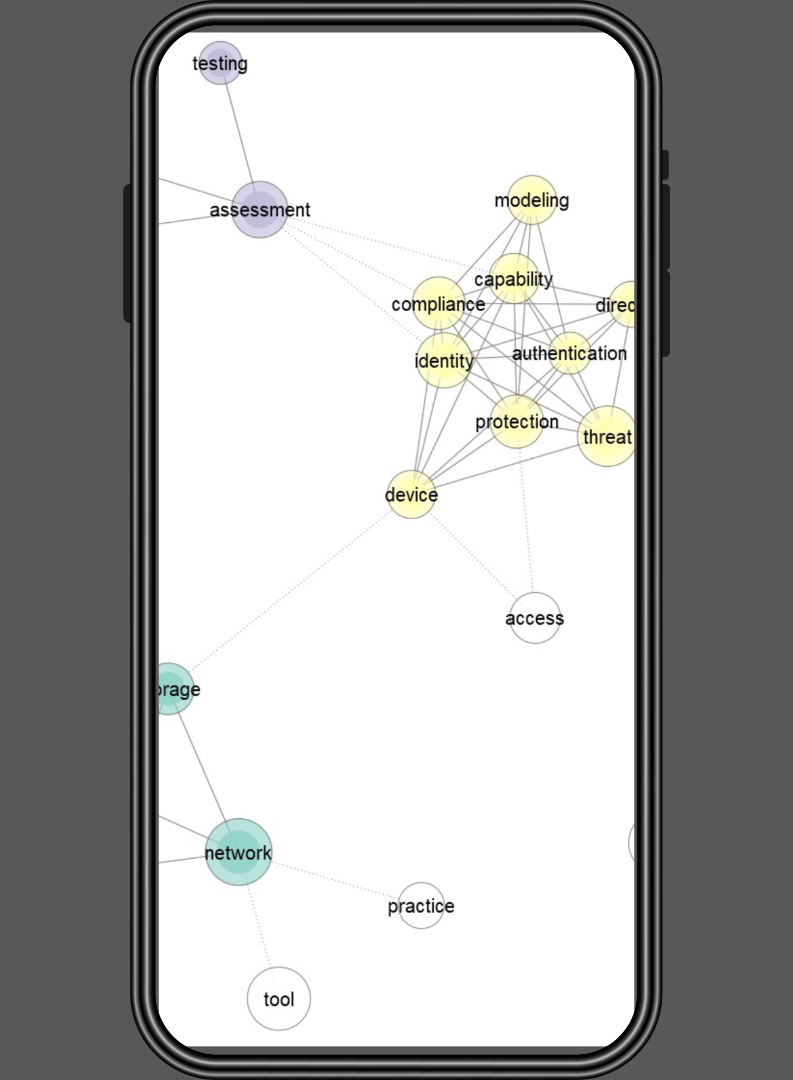 testing
assessment
modeling
capability
compliance
direc
authentication
identity
protection
threat
device
access
orage
network
practice
tool